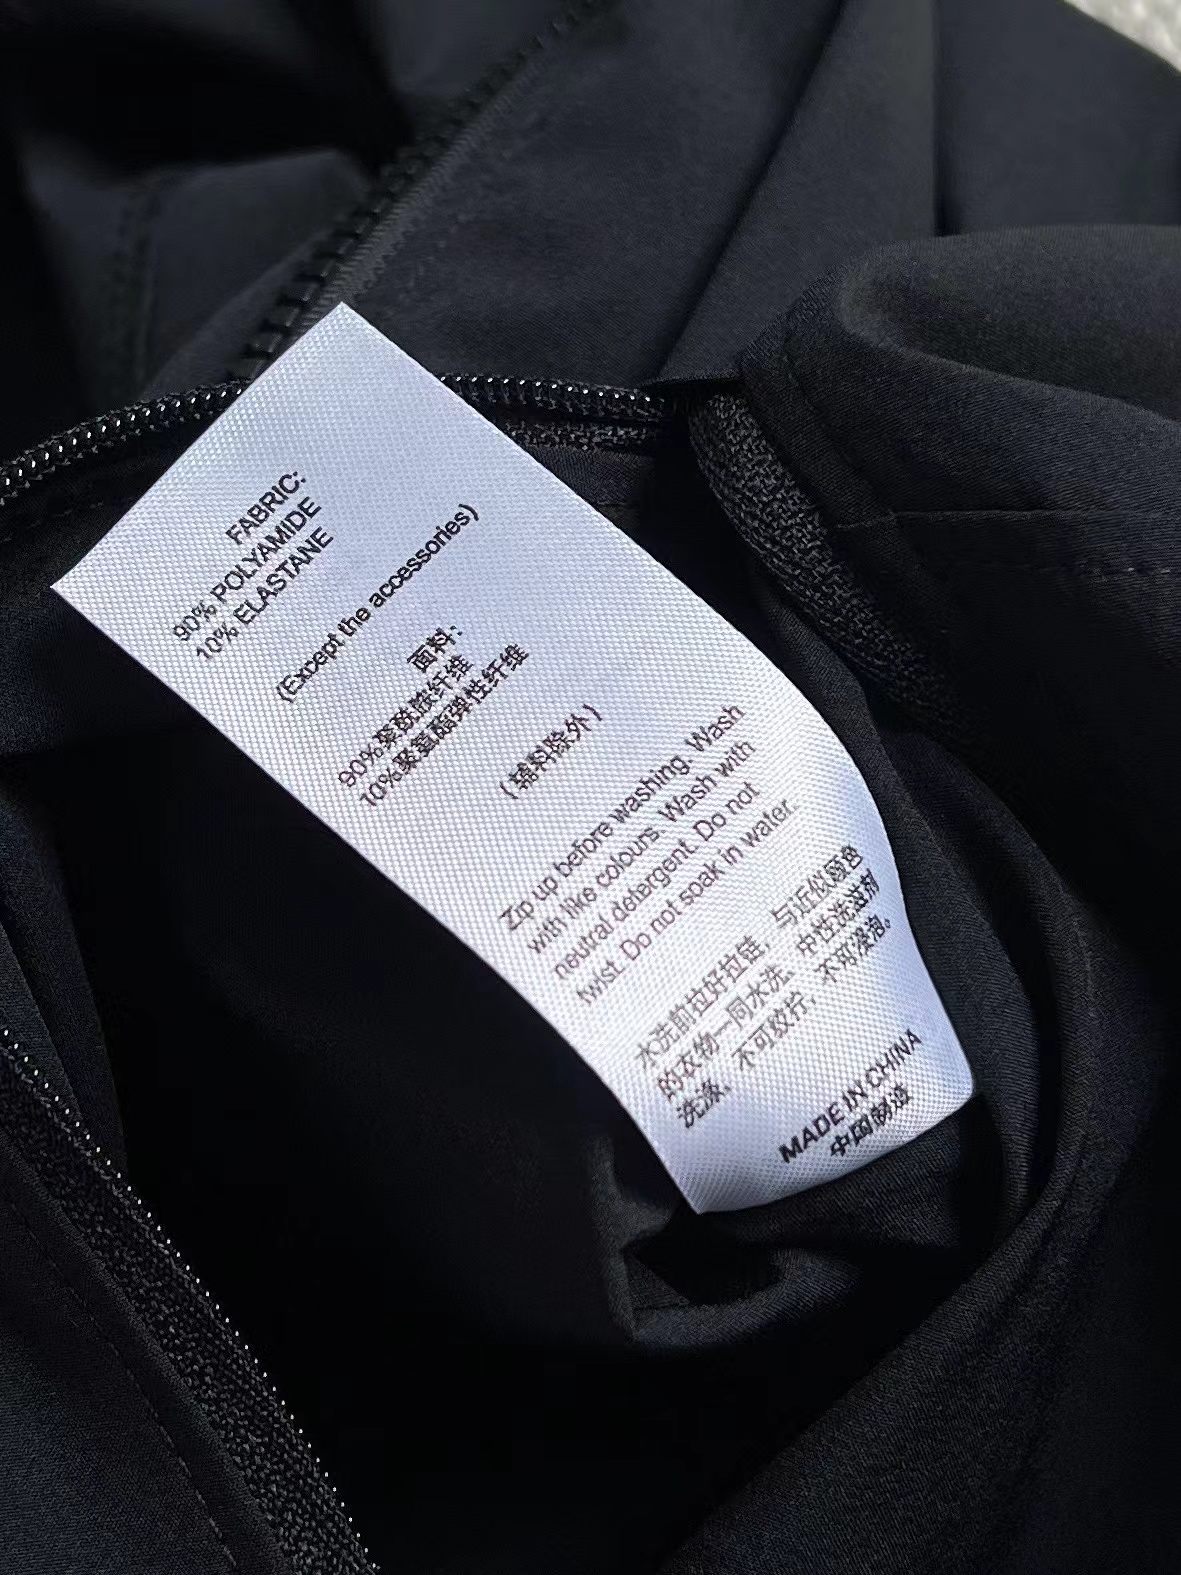 FABRIC:
90% POLYAMIDE
10% ELASTANE
(Except the accessories)
面料：
90%聚酰胺纤维
10%聚氨酯弹性纤维
（辅料除外）
Zip up before washing. Wash
with like colours. Wash with
neutral detergent. Do not
twist. Do not soak in water.
水洗前拉好拉链，与近似颜色
的衣物一同水洗、中性洗涤剂
洗涤、不可绞拧，不可浸泡。
MADE IN CHINA
中国制造